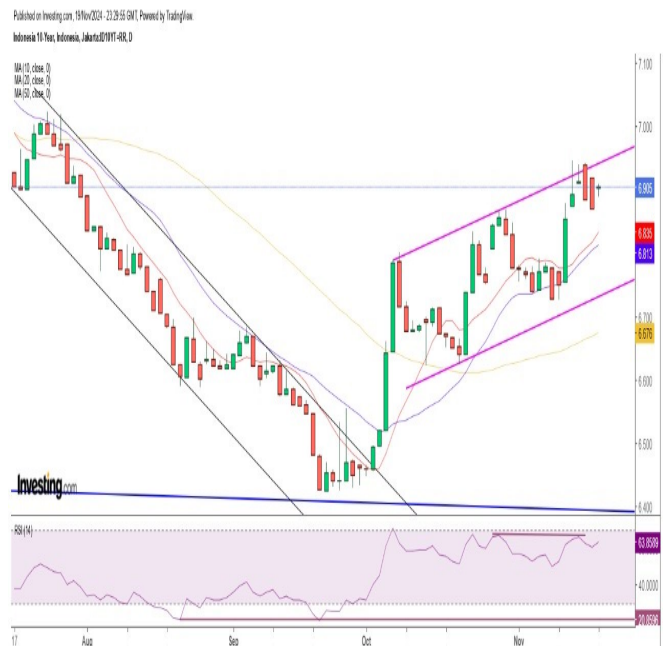 Published on Investing.com, 19/Nov/2024 - 23:29:55 GMT, Powered by TradingView.
Indonesia 10-Year, Indonesia, Jakarta:ID10YT=RR, D
MA (10, close, 0)
MA (20, close, 0)
MA (50, close, 0)
7.100
7.000
6.905
6.835
6.813
6.700
6.676
6.600
6.500
6.400
Investing.com
RSI (14)
63.8589
40.0000
20.8596
17 Aug Sep Oct Nov